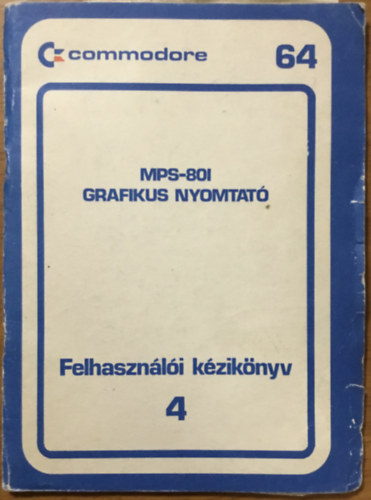 commodore 64
MPS-801
GRAFIKUS NYOMTATÓ
Felhasználói kézikönyv
4